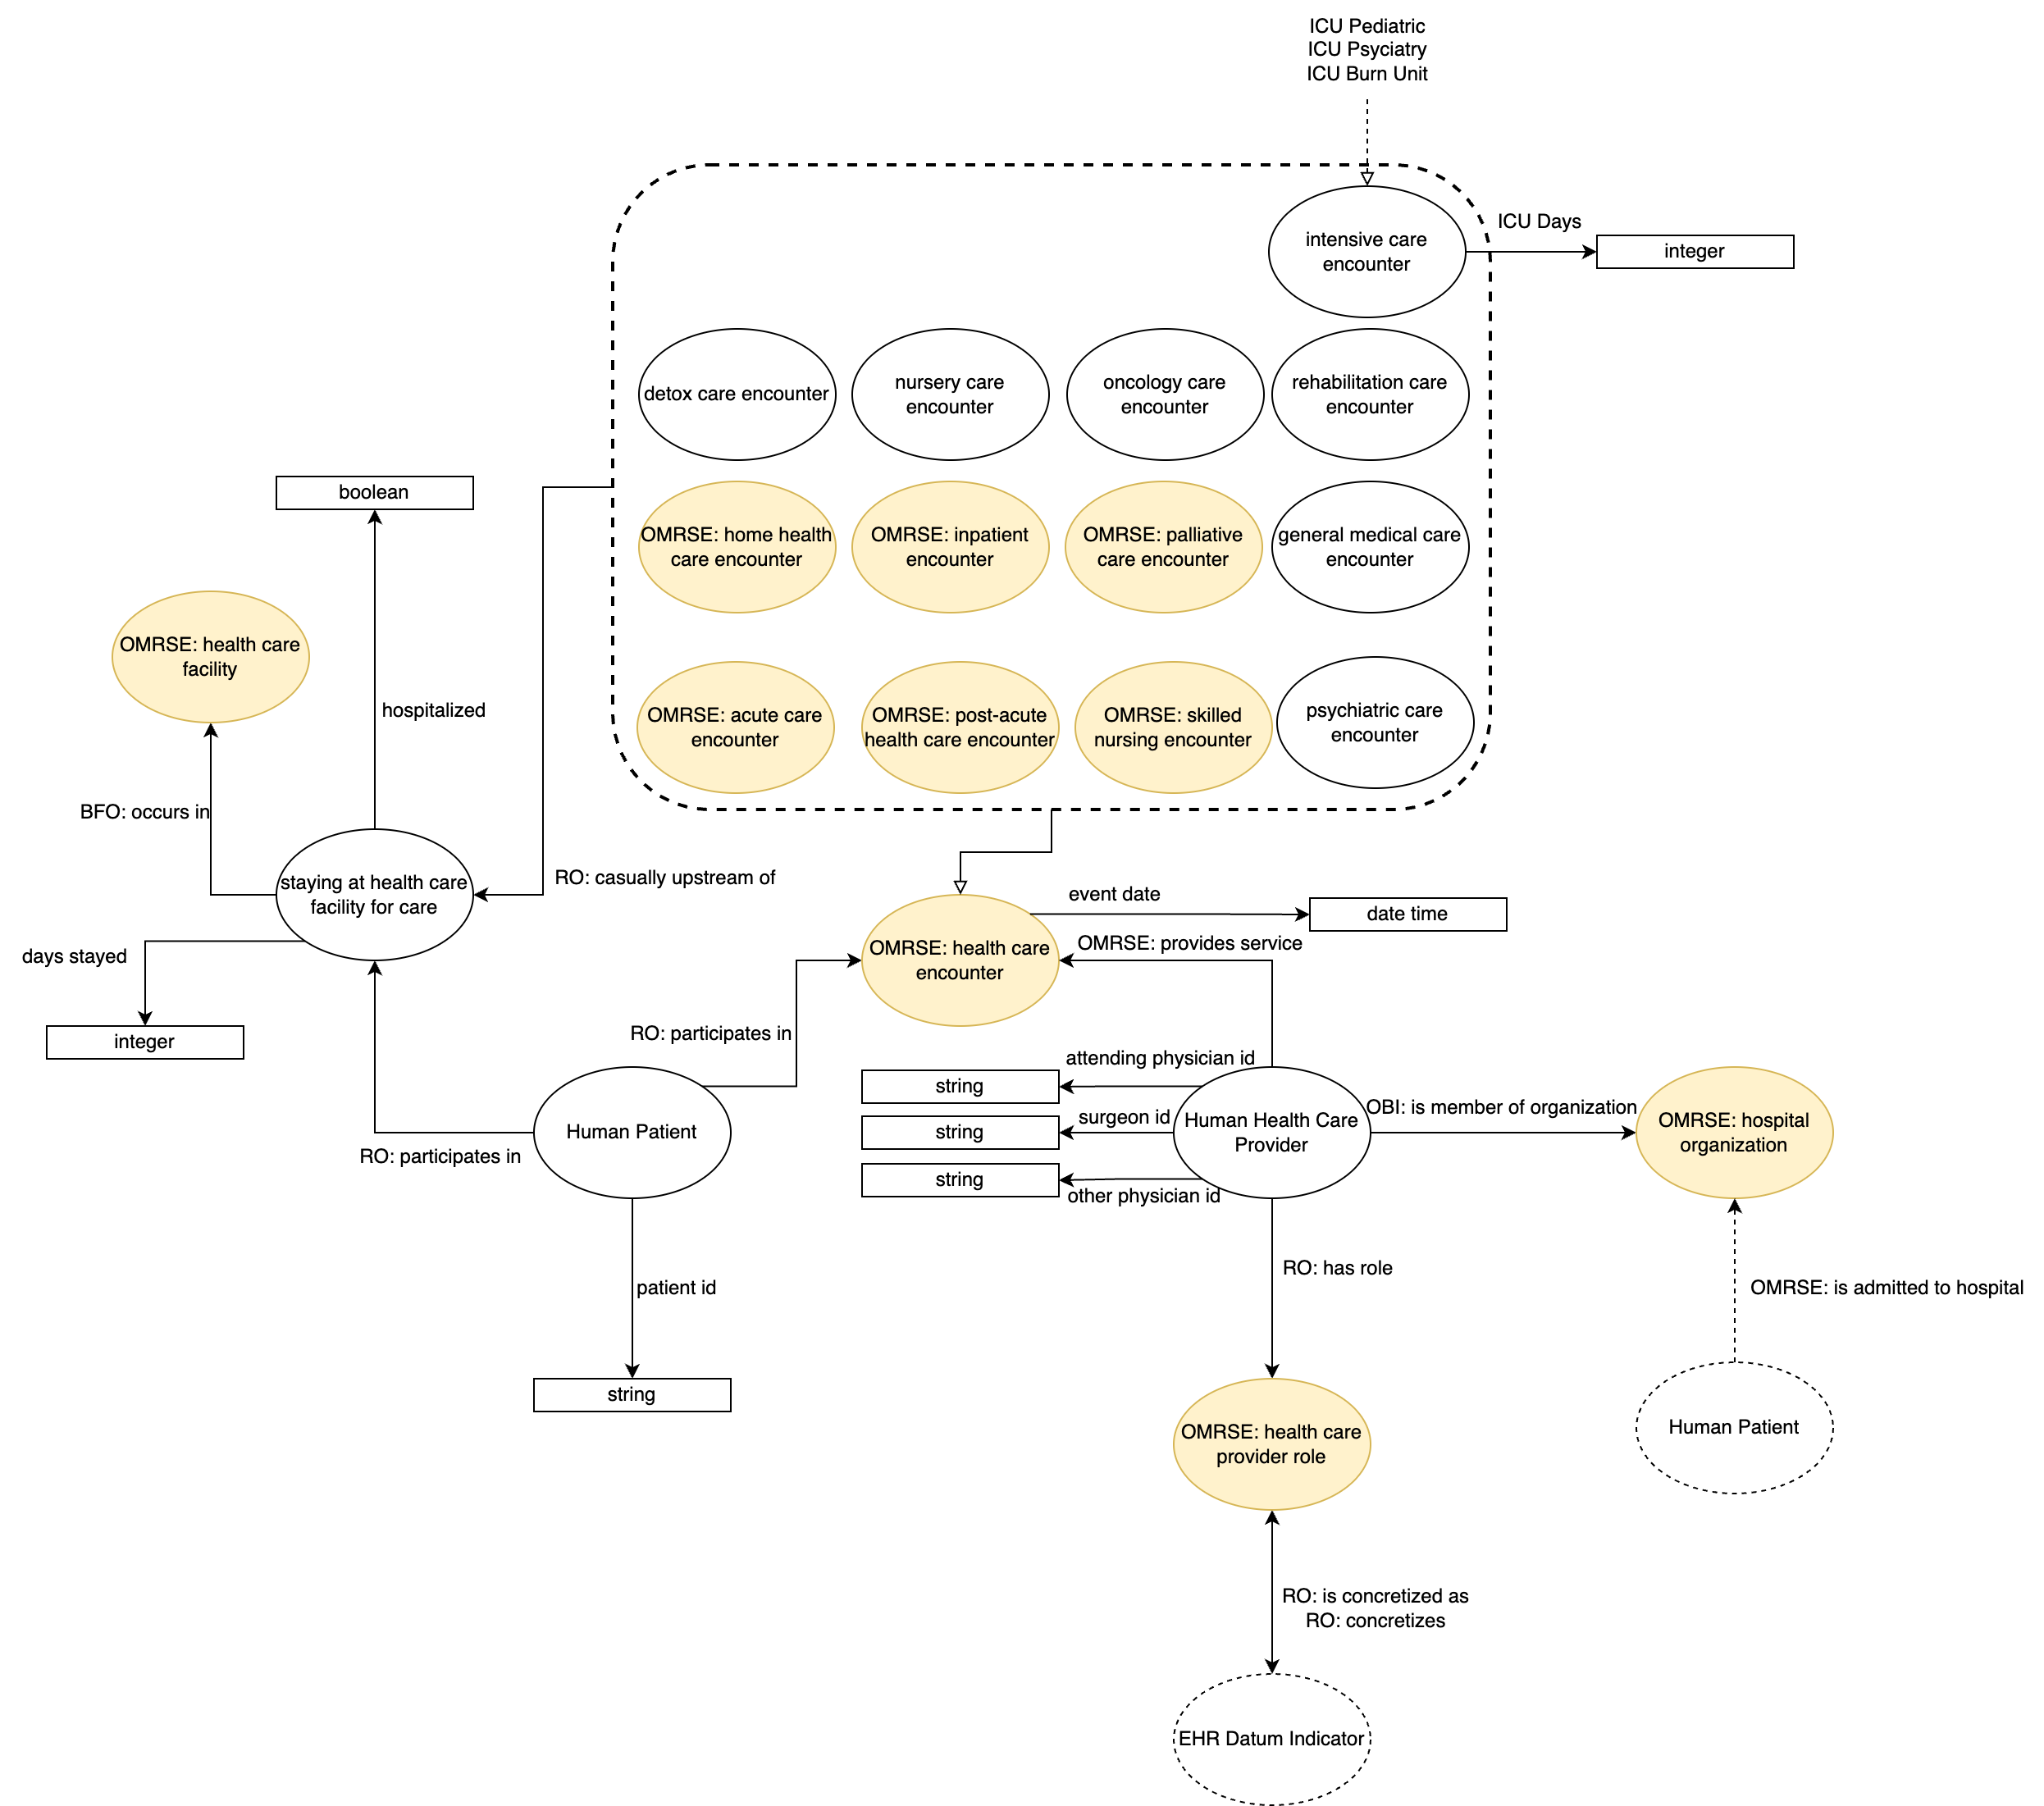 ICU Pediatric
ICU Psyciatry
ICU Burn Unit
intensive care
encounter
ICU Days
integer
detox care encounter
nursery care
encounter
oncology care
encounter
rehabilitation care
encounter
boolean
OMRSE: home health
care encounter
OMRSE: inpatient
encounter
OMRSE: palliative
care encounter
general medical care
encounter
OMRSE: health care
facility
hospitalized
OMRSE: acute care
encounter
OMRSE: post-acute
health care encounter
OMRSE: skilled
nursing encounter
psychiatric care
encounter
BFO: occurs in
staying at health care
facility for care
RO: casually upstream of
event date
date time
OMRSE: health care
encounter
OMRSE: provides service
days stayed
integer
RO: participates in
attending physician id
string
surgeon id
string
other physician id
string
Human Patient
RO: participates in
Human Health Care
Provider
OBI: is member of organization
OMRSE: hospital
organization
patient id
string
RO: has role
OMRSE: is admitted to hospital
Human Patient
OMRSE: health care
provider role
RO: is concretized as
RO: concretizes
EHR Datum Indicator